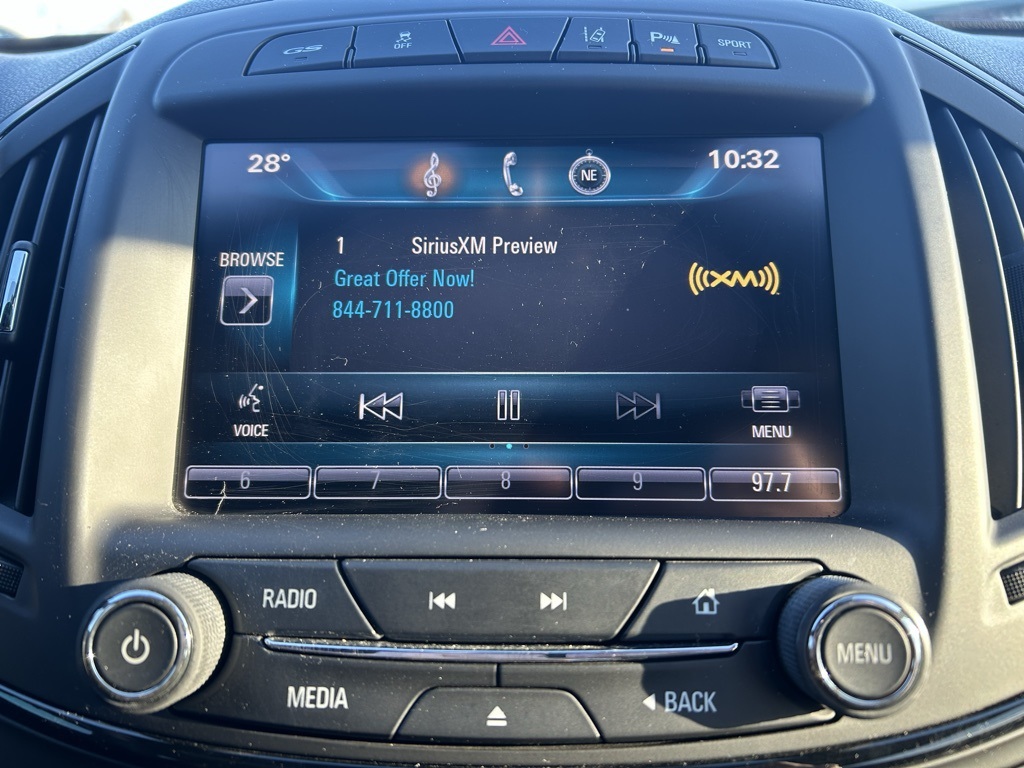 GS OFF P SPORT
28° NE 10:32
1 SiriusXM Preview
BROWSE
Great Offer Now!
((XM))
844-711-8800
VOICE MENU
6 7 8 9 97.7
RADIO
MENU
MEDIA BACK